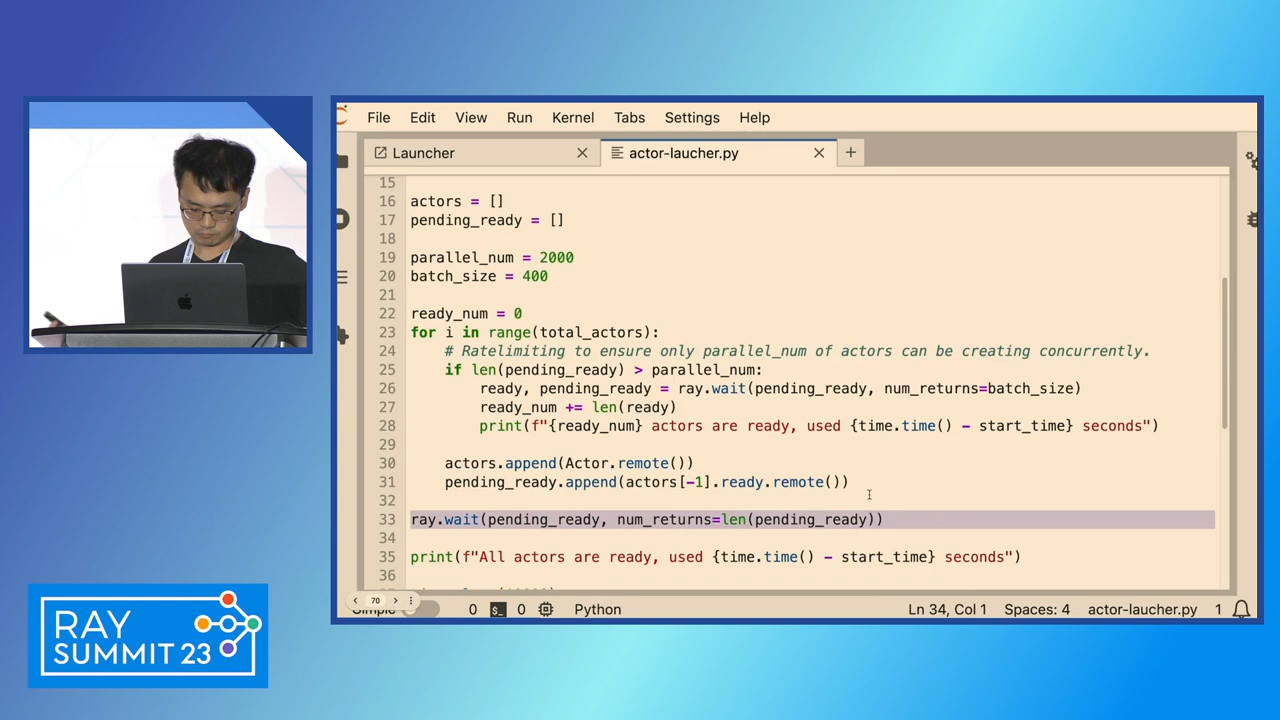 File Edit View Run Kernel Tabs Settings Help
Launcher actor-laucher.py
15
16 actors = []
17 pending_ready = []
18
19 parallel_num = 2000
20 batch_size = 400
21
22 ready_num = 0
23 for i in range(total_actors):
24 # Ratelimiting to ensure only parallel_num of actors can be creating concurrently.
25 if len(pending_ready) > parallel_num:
26 ready, pending_ready = ray.wait(pending_ready, num_returns=batch_size)
27 ready_num += len(ready)
28 print(f"{ready_num} actors are ready, used {time.time() - start_time} seconds")
29
30 actors.append(Actor.remote())
31 pending_ready.append(actors[-1].ready.remote())
32
33 ray.wait(pending_ready, num_returns=len(pending_ready))
34
35 print(f"All actors are ready, used {time.time() - start_time} seconds")
36
70
Simple 0 $_ 0 Python Ln 34, Col 1 Spaces: 4 actor-laucher.py 1
RAY
SUMMIT 23